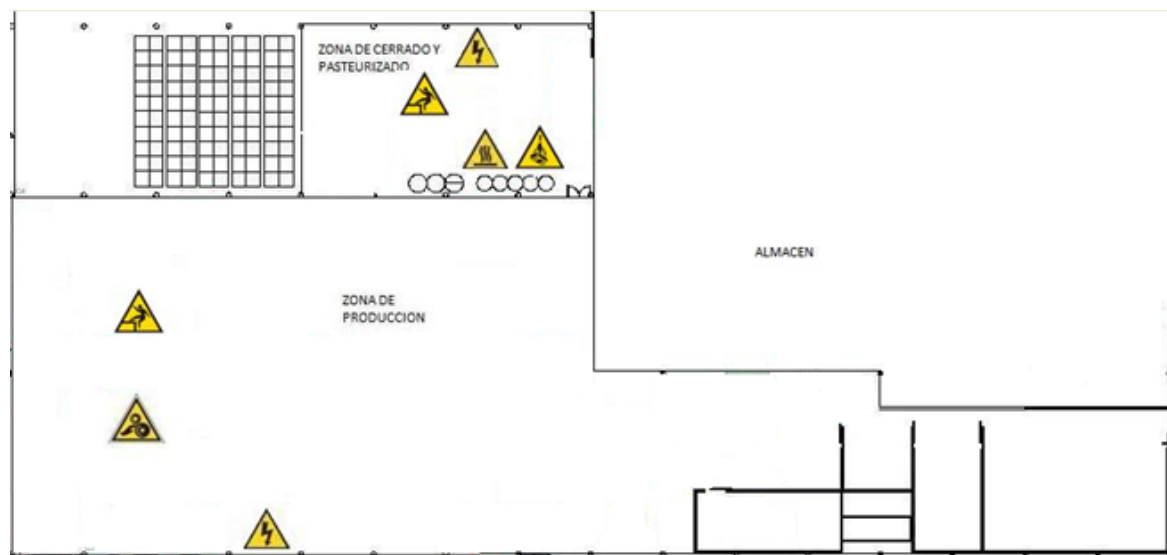 ZONA DE CERRADO Y
PASTEURIZADO
ALMACEN
ZONA DE
PRODUCCION